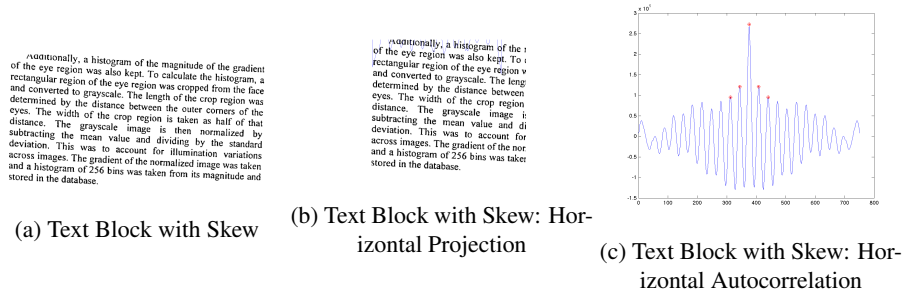 Additionally, a histogram of the magnitude of the gradient
of the eye region was also kept. To calculate the histogram, a
rectangular region of the eye region was cropped from the face
and converted to grayscale. The length of the crop region was
determined by the distance between the outer corners of the
eyes. The width of the crop region is taken as half of that
distance. The grayscale image is then normalized by
subtracting the mean value and dividing by the standard
deviation. This was to account for illumination variations
across images. The gradient of the normalized image was taken
and a histogram of 256 bins was taken from its magnitude and
stored in the database.
(a) Text Block with Skew
Additionally, a histogram of the
of the eye region was also kept. To
rectangular region of the eye region
and converted to grayscale. The
determined by the distance between
eyes. The width of the crop region
distance. The grayscale image
subtracting the mean value and
deviation. This was to account for
across images. The gradient of the
and a histogram of 256 bins was taken
stored in the database.
(b) Text Block with Skew: Hor-
izontal Projection
x 10
3
2.5
2
1.5
1
0.5
0
-0.5
-1
-1.5
0 100 200 300 400 500 600 700 800
(c) Text Block with Skew: Hor-
izontal Autocorrelation